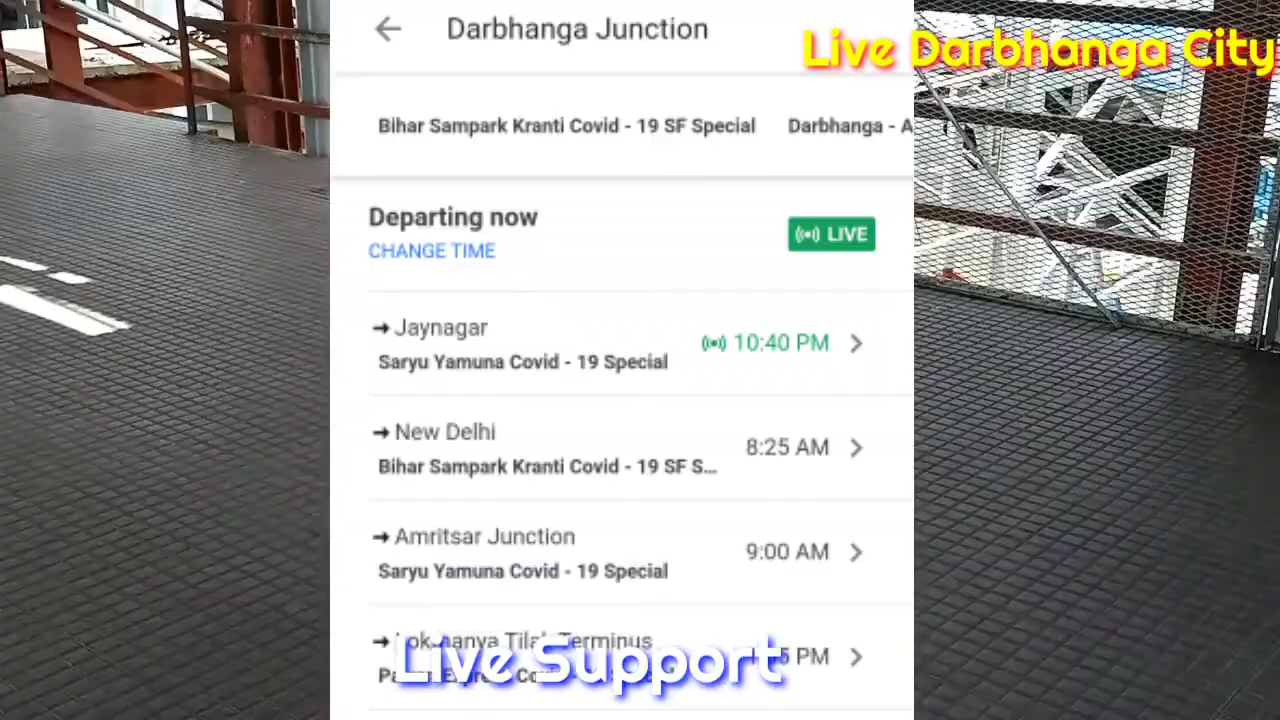 Darbhanga Junction
Live Darbhanga City
Bihar Sampark Kranti Covid - 19 SF Special Darbhanga - A
Departing now
LIVE
CHANGE TIME
→ Jaynagar
10:40 PM
Saryu Yamuna Covid - 19 Special
→ New Delhi
8:25 AM
Bihar Sampark Kranti Covid - 19 SF S...
→ Amritsar Junction
9:00 AM
Saryu Yamuna Covid - 19 Special
→ Terminus
PM
Live Support